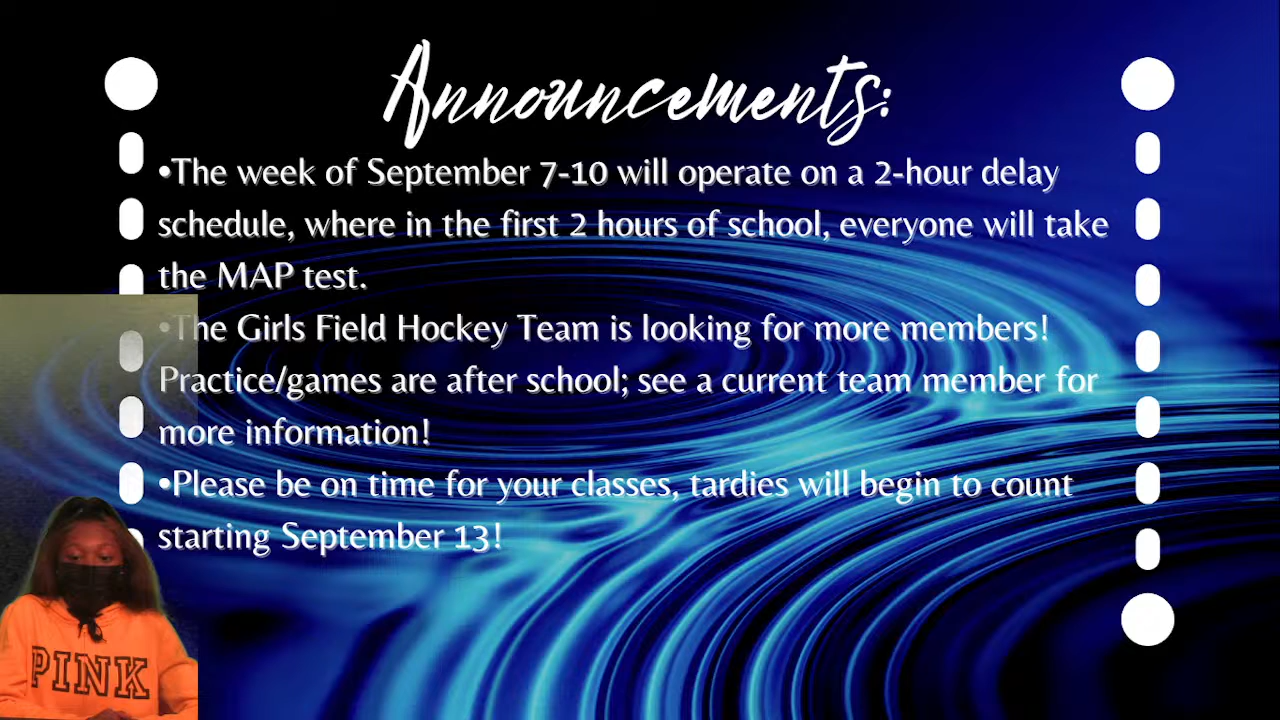 Announcements:
•The week of September 7-10 will operate on a 2-hour delay
schedule, where in the first 2 hours of school, everyone will take
the MAP test.
•The Girls Field Hockey Team is looking for more members!
Practice/games are after school; see a current team member for
more information!
•Please be on time for your classes, tardies will begin to count
starting September 13!
PINK